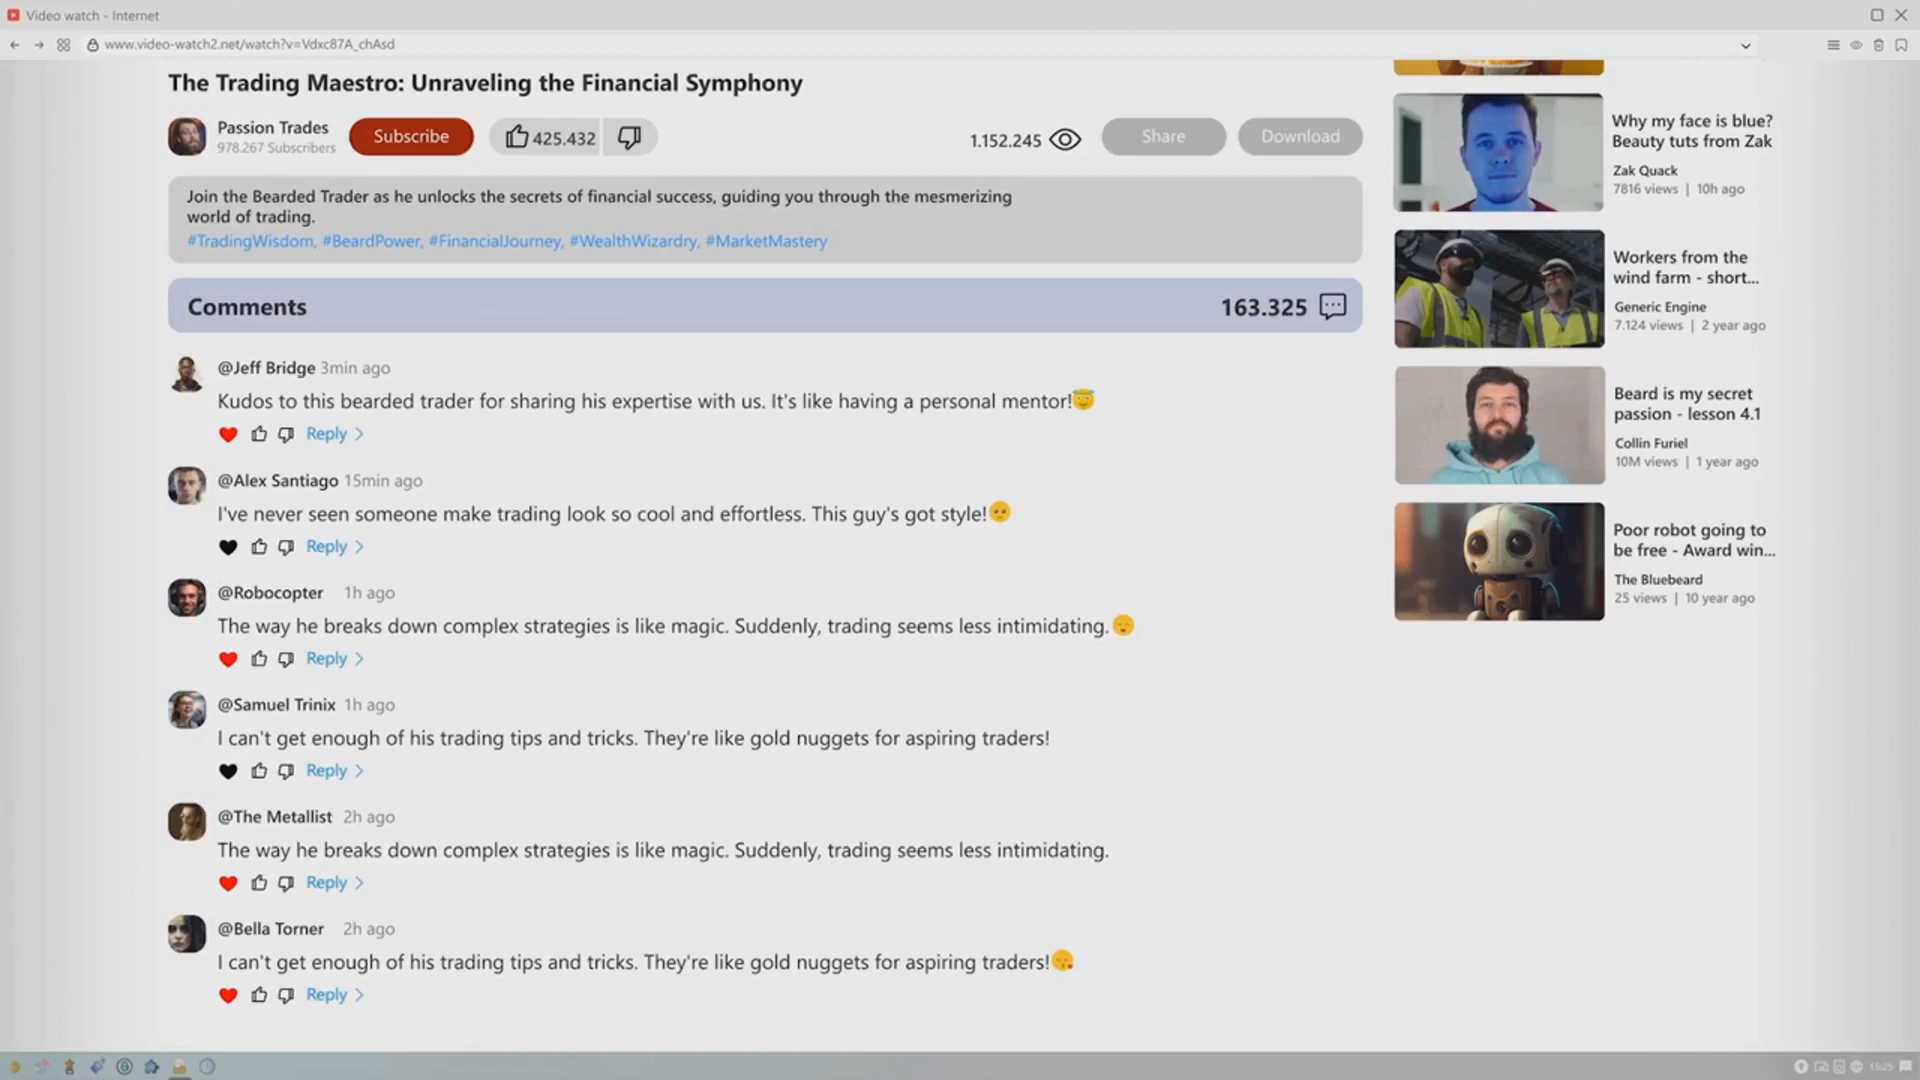 Video watch - Internet
www.video-watch2.net/watch?v=Vdxc87A_chAsd
The Trading Maestro: Unraveling the Financial Symphony
Passion Trades
978.267 Subscribers
Subscribe
425.432
1.152.245
Share
Download
Join the Bearded Trader as he unlocks the secrets of financial success, guiding you through the mesmerizing
world of trading.
#TradingWisdom, #BeardPower, #FinancialJourney, #WealthWizardry, #MarketMastery
Comments
163.325
@Jeff Bridge 3min ago
Kudos to this bearded trader for sharing his expertise with us. It's like having a personal mentor!😇
Reply >
@Alex Santiago 15min ago
I've never seen someone make trading look so cool and effortless. This guy's got style!
Reply >
@Robocopter 1h ago
The way he breaks down complex strategies is like magic. Suddenly, trading seems less intimidating.
Reply >
@Samuel Trinix 1h ago
I can't get enough of his trading tips and tricks. They're like gold nuggets for aspiring traders!
Reply >
@The Metallist 2h ago
The way he breaks down complex strategies is like magic. Suddenly, trading seems less intimidating.
Reply >
@Bella Torner 2h ago
I can't get enough of his trading tips and tricks. They're like gold nuggets for aspiring traders!
Reply >
Why my face is blue?
Beauty tuts from Zak
Zak Quack
7816 views | 10h ago
Workers from the
wind farm - short...
Generic Engine
7.124 views | 2 year ago
Beard is my secret
passion - lesson 4.1
Collin Furiel
10M views | 1 year ago
Poor robot going to
be free - Award win...
The Bluebeard
25 views | 10 year ago
15:25